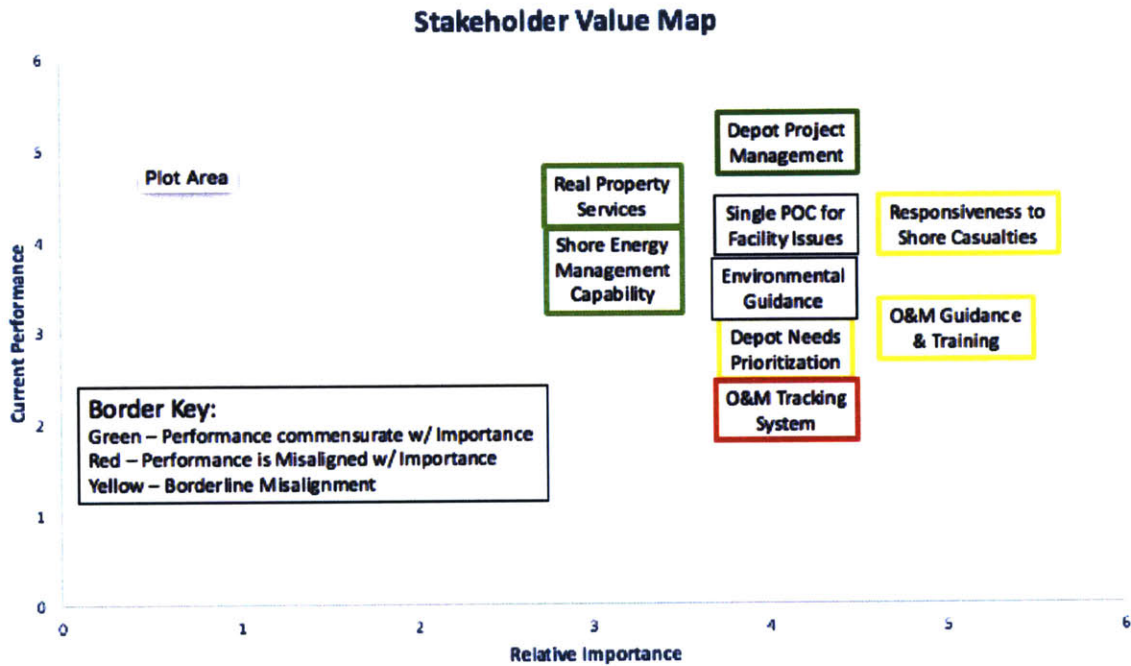 Stakeholder Value Map
Current Performance
6
5
4
3
2
1
0
Plot Area
Depot Project
Management
Real Property
Services
Single POC for
Facility Issues
Responsiveness to
Shore Casualties
Shore Energy
Management
Capability
Environmental
Guidance
O&M Guidance
& Training
Depot Needs
Prioritization
O&M Tracking
System
Border Key:
Green – Performance commensurate w/ Importance
Red – Performance is Misaligned w/ Importance
Yellow – Borderline Misalignment
0 1 2 3 4 5 6
Relative Importance